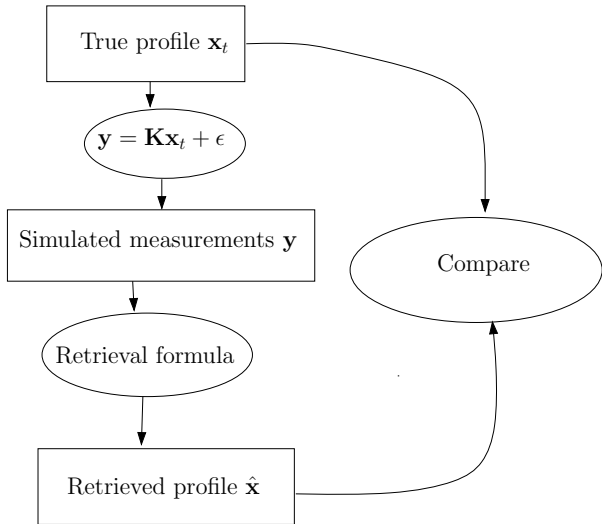 True profile 𝐱ₜ
𝐲 = 𝐊𝐱ₜ + ϵ
Simulated measurements 𝐲
Compare
Retrieval formula
Retrieved profile 𝐱̂